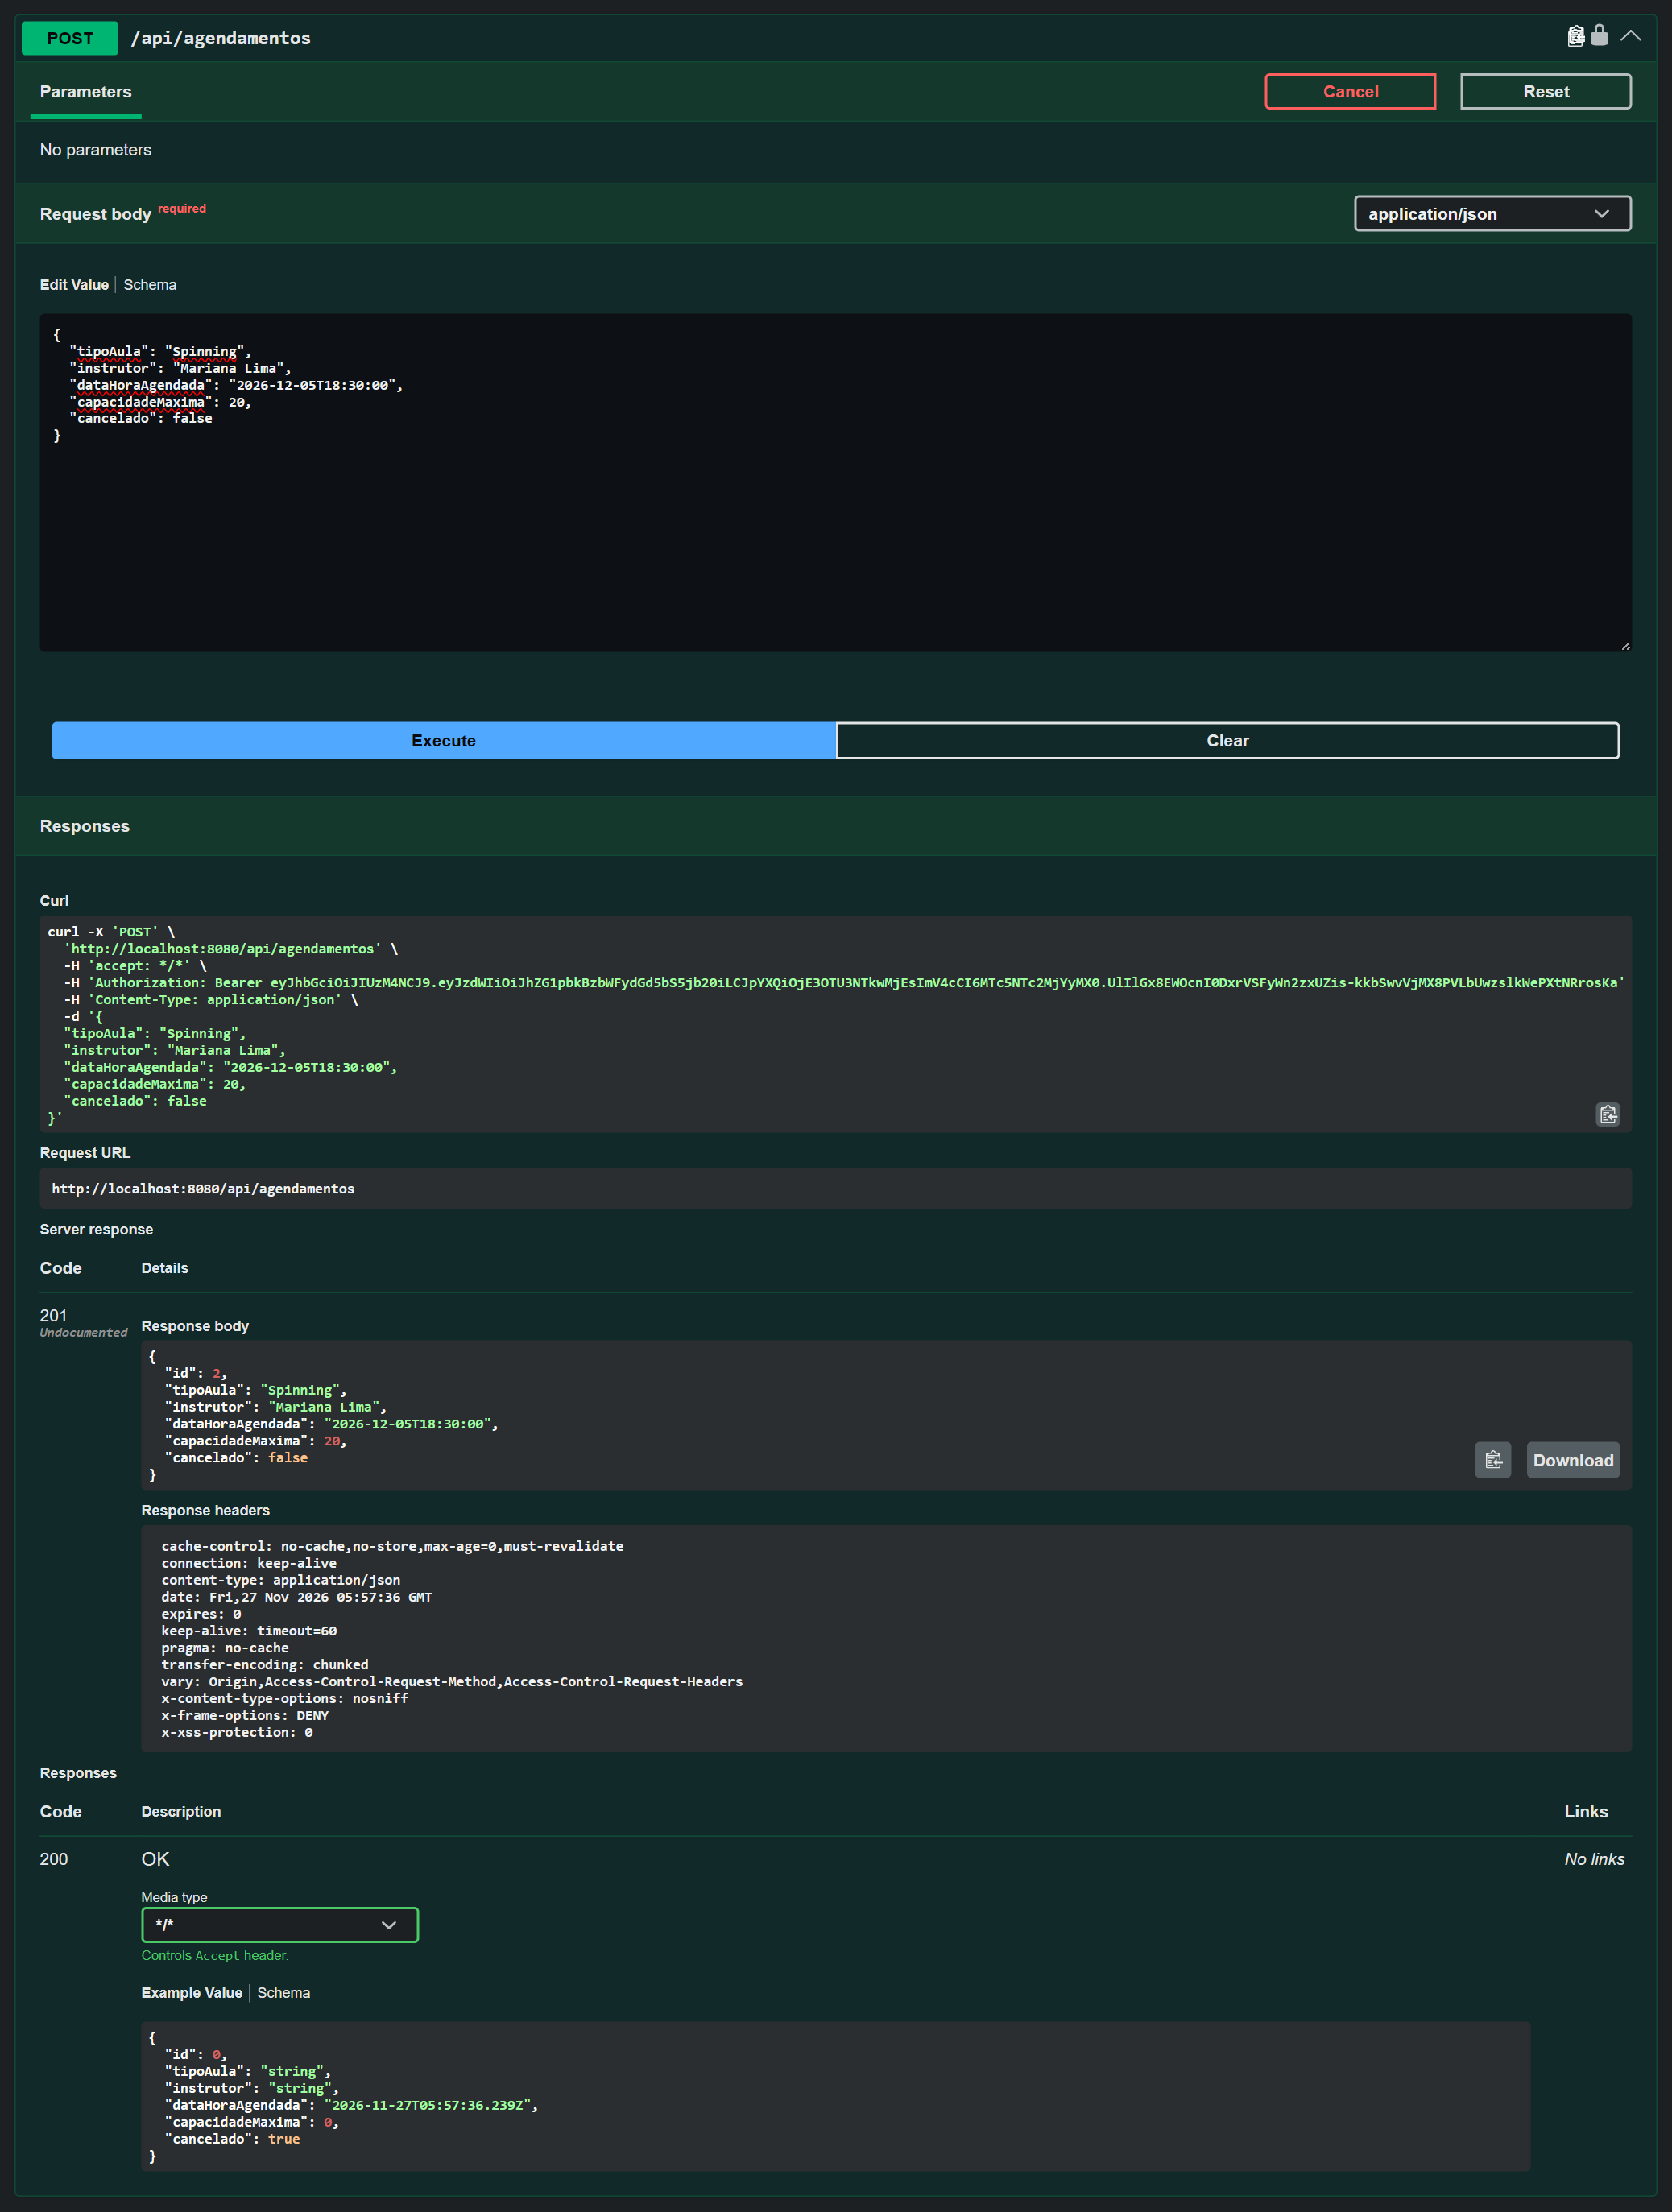 POST /api/agendamentos
Parameters
Cancel
Reset
No parameters
Request body required
application/json
Edit Value | Schema
{
  "tipoAula": "Spinning",
  "instrutor": "Mariana Lima",
  "dataHoraAgendada": "2026-12-05T18:30:00",
  "capacidadeMaxima": 20,
  "cancelado": false
}
Execute
Clear
Responses
Curl
curl -X 'POST' \
  'http://localhost:8080/api/agendamentos' \
  -H 'accept: */*' \
  -H 'Authorization: Bearer eyJhbGciOiJIUzM4NCJ9.eyJzdWIiOiJhZG1pbkBzbWFydGd5bS5jb20iLCJpYXQiOjE3OTU3NTkwMjEsImV4cCI6MTc5NTc2MjYyMX0.UlIlGx8EWOcnI0DxrVSFyWn2zxUZis-kkbSwvVjMX8PVLbUwzslkWePXtNRrosKa'
  -H 'Content-Type: application/json' \
  -d '{
  "tipoAula": "Spinning",
  "instrutor": "Mariana Lima",
  "dataHoraAgendada": "2026-12-05T18:30:00",
  "capacidadeMaxima": 20,
  "cancelado": false
}'
Request URL
http://localhost:8080/api/agendamentos
Server response
Code Details
201
Undocumented
Response body
{
  "id": 2,
  "tipoAula": "Spinning",
  "instrutor": "Mariana Lima",
  "dataHoraAgendada": "2026-12-05T18:30:00",
  "capacidadeMaxima": 20,
  "cancelado": false
}
Download
Response headers
cache-control: no-cache,no-store,max-age=0,must-revalidate
connection: keep-alive
content-type: application/json
date: Fri,27 Nov 2026 05:57:36 GMT
expires: 0
keep-alive: timeout=60
pragma: no-cache
transfer-encoding: chunked
vary: Origin,Access-Control-Request-Method,Access-Control-Request-Headers
x-content-type-options: nosniff
x-frame-options: DENY
x-xss-protection: 0
Responses
Code Description Links
200 OK No links
Media type
*/*
Controls Accept header.
Example Value | Schema
{
  "id": 0,
  "tipoAula": "string",
  "instrutor": "string",
  "dataHoraAgendada": "2026-11-27T05:57:36.239Z",
  "capacidadeMaxima": 0,
  "cancelado": true
}